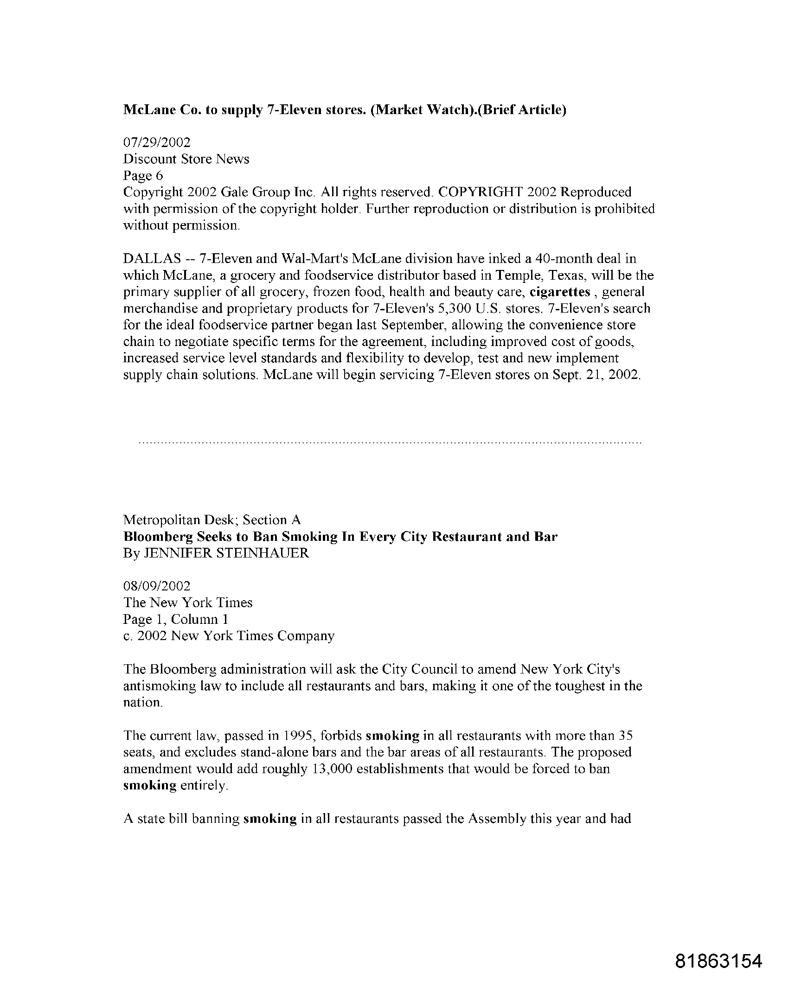 McLane Co. to supply 7-Eleven stores. (Market Watch).(Brief Article)
07/29/2002
Discount Store News
Page 6
Copyright 2002 Gale Group Inc. All rights reserved. COPYRIGHT 2002 Reproduced
with permission of the copyright holder. Further reproduction or distribution is prohibited
without permission.
DALLAS -- 7-Eleven and Wal-Mart's McLane division have inked a 40-month deal in
which McLane, a grocery and foodservice distributor based in Temple, Texas, will be the
primary supplier of all grocery, frozen food, health and beauty care, cigarettes , general
merchandise and proprietary products for 7-Eleven's 5,300 U.S. stores. 7-Eleven's search
for the ideal foodservice partner began last September, allowing the convenience store
chain to negotiate specific terms for the agreement, including improved cost of goods,
increased service level standards and flexibility to develop, test and new implement
supply chain solutions. McLane will begin servicing 7-Eleven stores on Sept. 21, 2002.
Metropolitan Desk; Section A
Bloomberg Seeks to Ban Smoking In Every City Restaurant and Bar
By JENNIFER STEINHAUER
08/09/2002
The New York Times
Page 1, Column 1
c. 2002 New York Times Company
The Bloomberg administration will ask the City Council to amend New York City's
antismoking law to include all restaurants and bars, making it one of the toughest in the
nation.
The current law, passed in 1995, forbids smoking in all restaurants with more than 35
seats, and excludes stand-alone bars and the bar areas of all restaurants. The proposed
amendment would add roughly 13,000 establishments that would be forced to ban
smoking entirely.
A state bill banning smoking in all restaurants passed the Assembly this year and had
81863154